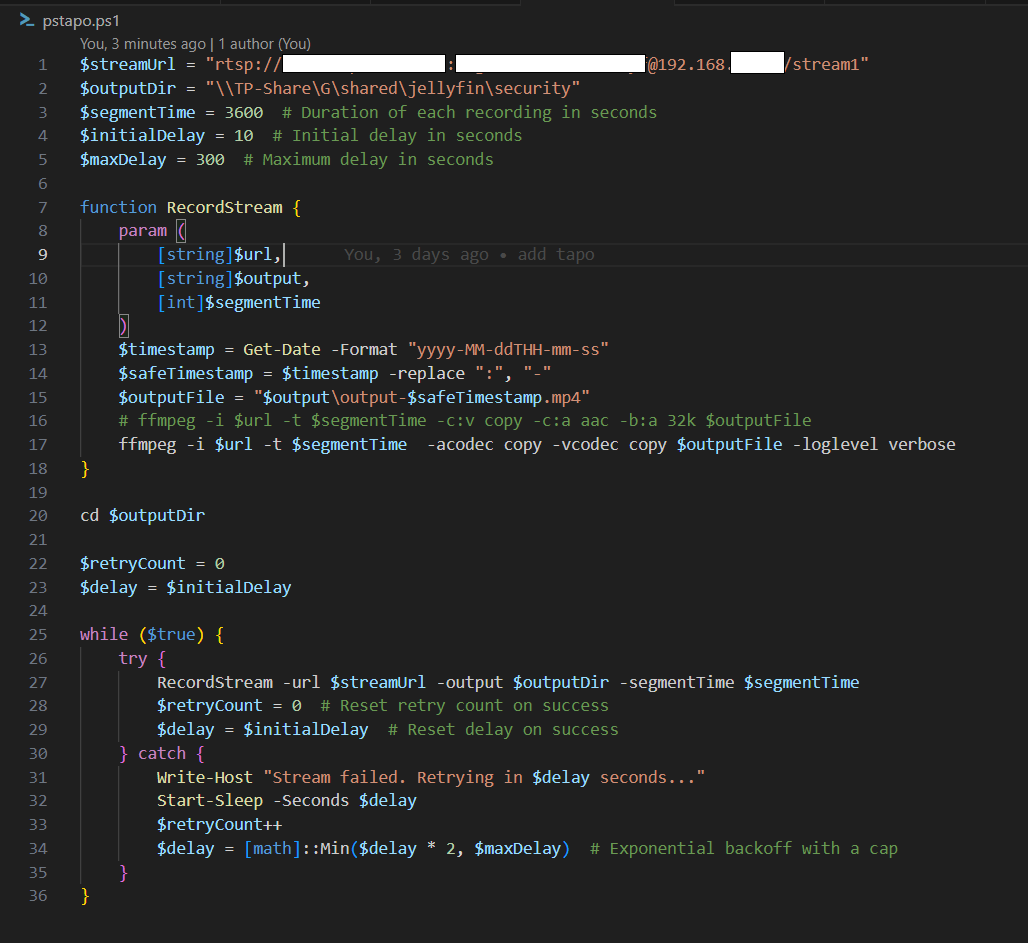 pstapo.ps1
You, 3 minutes ago | 1 author (You)
1 $streamUrl = "rtsp:// : @192.168. /stream1"
2 $outputDir = "\\TP-Share\G\shared\jellyfin\security"
3 $segmentTime = 3600  # Duration of each recording in seconds
4 $initialDelay = 10  # Initial delay in seconds
5 $maxDelay = 300  # Maximum delay in seconds
6
7 function RecordStream {
8     param (
9         [string]$url,      You, 3 days ago • add tapo
10         [string]$output,
11         [int]$segmentTime
12     )
13     $timestamp = Get-Date -Format "yyyy-MM-ddTHH-mm-ss"
14     $safeTimestamp = $timestamp -replace ":", "-"
15     $outputFile = "$output\output-$safeTimestamp.mp4"
16     # ffmpeg -i $url -t $segmentTime -c:v copy -c:a aac -b:a 32k $outputFile
17     ffmpeg -i $url -t $segmentTime  -acodec copy -vcodec copy $outputFile -loglevel verbose
18 }
19
20 cd $outputDir
21
22 $retryCount = 0
23 $delay = $initialDelay
24
25 while ($true) {
26     try {
27         RecordStream -url $streamUrl -output $outputDir -segmentTime $segmentTime
28         $retryCount = 0  # Reset retry count on success
29         $delay = $initialDelay  # Reset delay on success
30     } catch {
31         Write-Host "Stream failed. Retrying in $delay seconds..."
32         Start-Sleep -Seconds $delay
33         $retryCount++
34         $delay = [math]::Min($delay * 2, $maxDelay)  # Exponential backoff with a cap
35     }
36 }